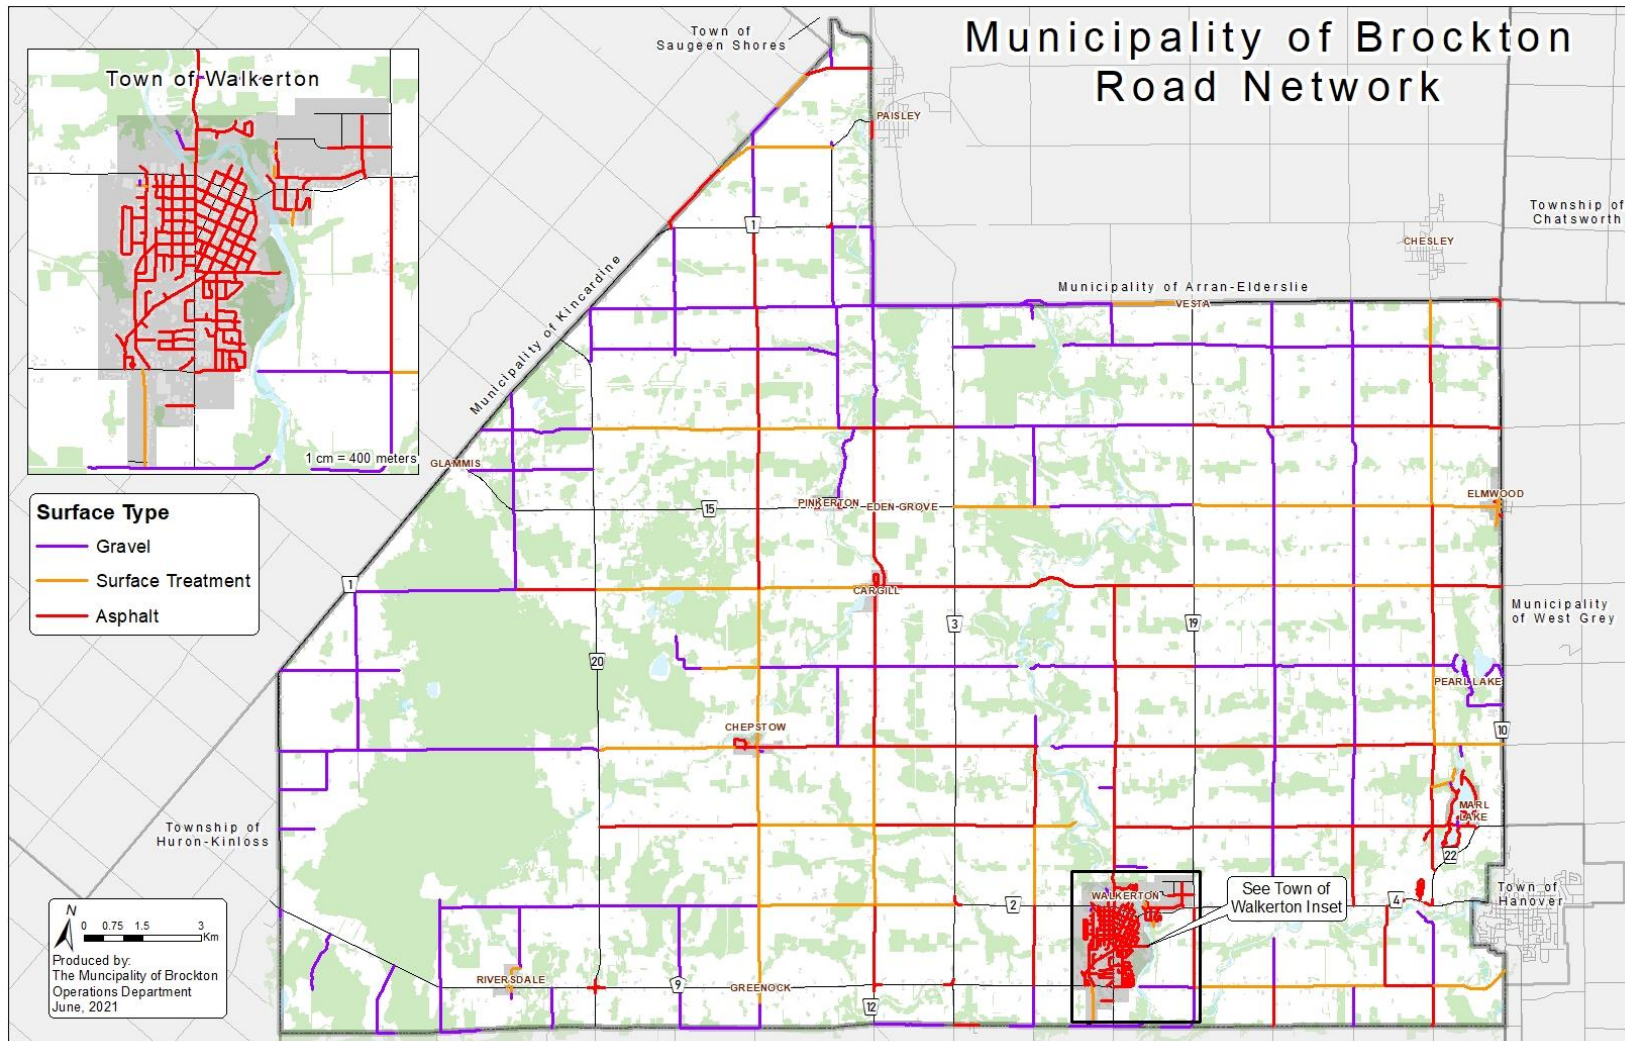 Municipality of Brockton
Road Network
Town of
Saugeen Shores
Town of Walkerton
1 cm = 400 meters
PAISLEY
Township of
Chatsworth
CHESLEY
1
Municipality of Arran-Elderslie
VESTA
Municipality of Kincardine
GLAMMIS
Surface Type
Gravel
Surface Treatment
Asphalt
15
PINKERTON
EDEN GROVE
ELMWOOD
1
CARGILL
Municipality
of West Grey
3
19
20
PEARL LAKE
CHEPSTOW
10
MARL
LAKE
Township of
Huron-Kinloss
22
See Town of
Walkerton Inset
WALKERTON
Town of
Hanover
2
4
N
0 0.75 1.5 3
Km
Produced by:
The Muncipality of Brockton
Operations Department
June, 2021
RIVERSDALE
9
GREENOCK
12